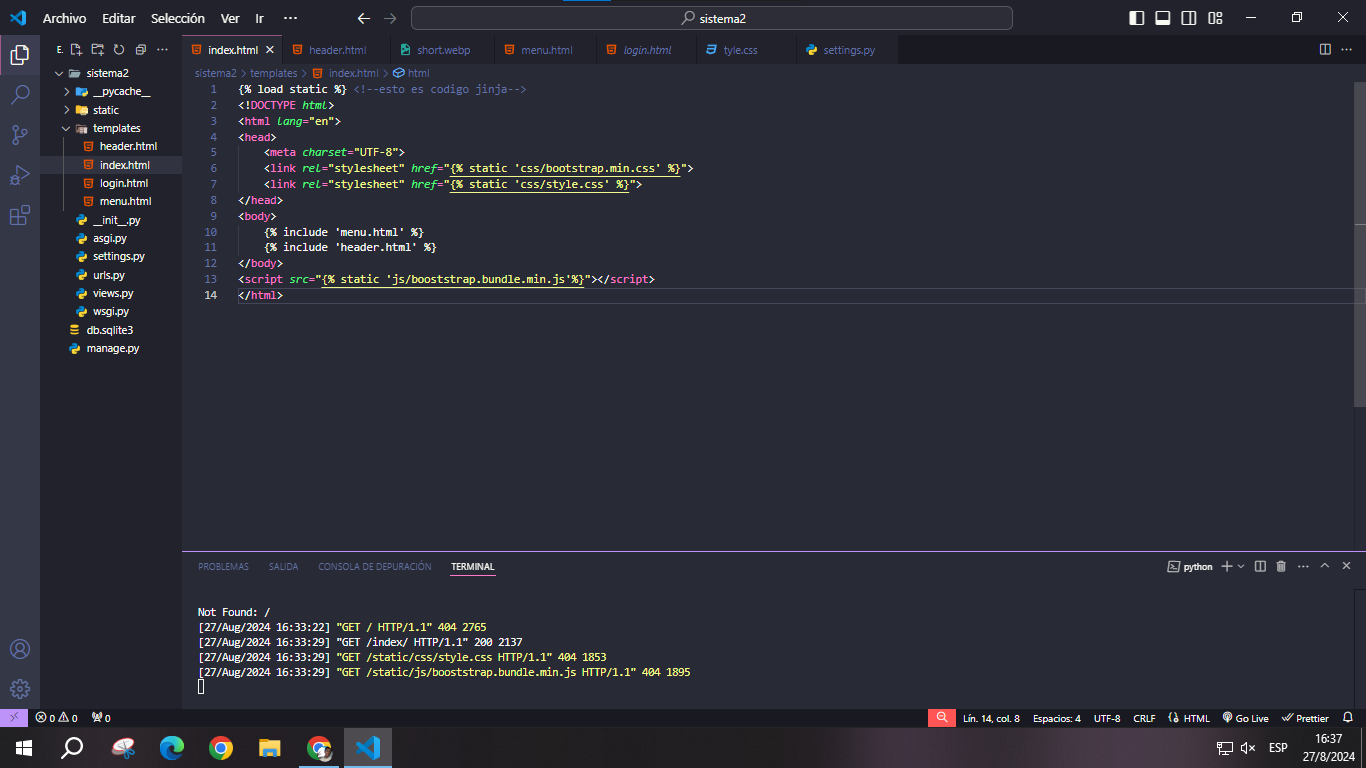 Archivo Editar Selección Ver Ir ··· sistema2
E.
sistema2
__pycache__
static
templates
header.html
index.html
login.html
menu.html
__init__.py
asgi.py
settings.py
urls.py
views.py
wsgi.py
db.sqlite3
manage.py
index.html header.html short.webp menu.html login.html tyle.css settings.py
sistema2 > templates > index.html > html
1 {% load static %} <!--esto es codigo jinja-->
2 <!DOCTYPE html>
3 <html lang="en">
4 <head>
5 <meta charset="UTF-8">
6 <link rel="stylesheet" href="{% static 'css/bootstrap.min.css' %}">
7 <link rel="stylesheet" href="{% static 'css/style.css' %}">
8 </head>
9 <body>
10 {% include 'menu.html' %}
11 {% include 'header.html' %}
12 </body>
13 <script src="{% static 'js/booststrap.bundle.min.js'%}"></script>
14 </html>
PROBLEMAS SALIDA CONSOLA DE DEPURACIÓN TERMINAL python
Not Found: /
[27/Aug/2024 16:33:22] "GET / HTTP/1.1" 404 2765
[27/Aug/2024 16:33:29] "GET /index/ HTTP/1.1" 200 2137
[27/Aug/2024 16:33:29] "GET /static/css/style.css HTTP/1.1" 404 1853
[27/Aug/2024 16:33:29] "GET /static/js/booststrap.bundle.min.js HTTP/1.1" 404 1895
0 0 0 Lín. 14, col. 8 Espacios: 4 UTF-8 CRLF HTML Go Live Prettier
ESP
16:37
27/8/2024